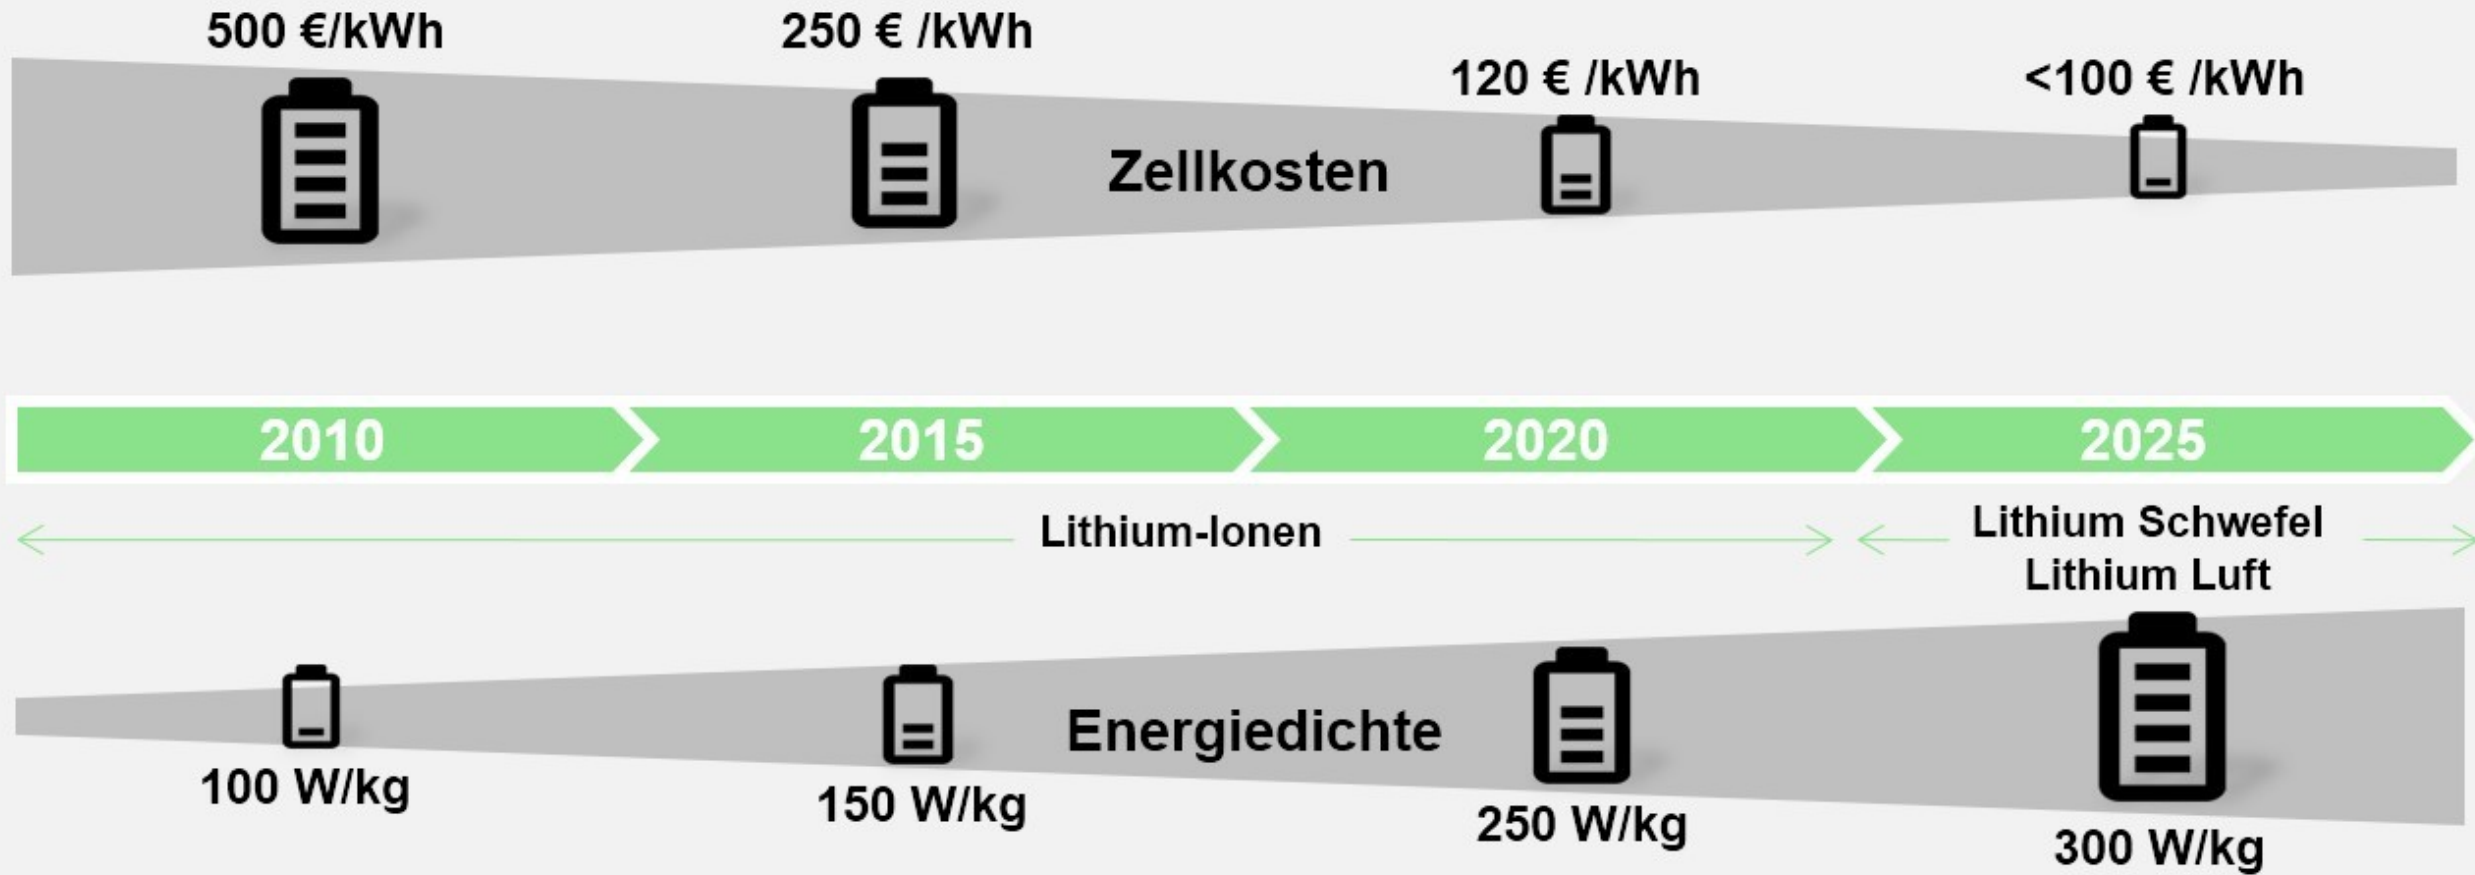 500 €/kWh
250 € /kWh
120 € /kWh
<100 € /kWh
Zellkosten
2010
2015
2020
2025
Lithium-Ionen
Lithium Schwefel
Lithium Luft
Energiedichte
100 W/kg
150 W/kg
250 W/kg
300 W/kg